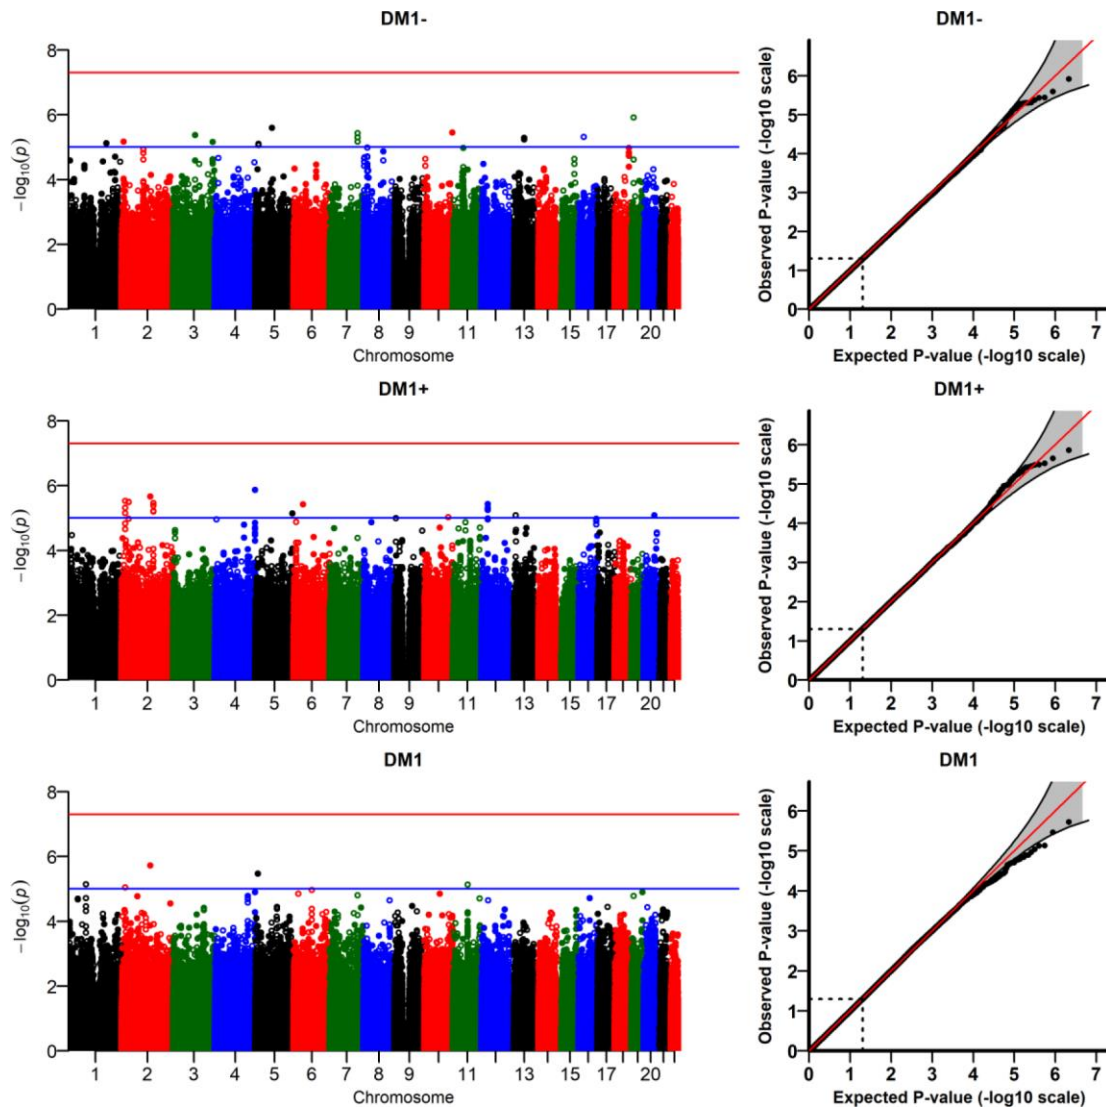 DM1-
8
6
4
2
0
−log10(p)
1 2 3 4 5 6 7 8 9 11 13 15 17 20
Chromosome
DM1-
6
5
4
3
2
1
0
Observed P-value (-log10 scale)
0 1 2 3 4 5 6 7
Expected P-value (-log10 scale)
DM1+
8
6
4
2
0
−log10(p)
1 2 3 4 5 6 7 8 9 11 13 15 17 20
Chromosome
DM1+
6
5
4
3
2
1
0
Observed P-value (-log10 scale)
0 1 2 3 4 5 6 7
Expected P-value (-log10 scale)
DM1
8
6
4
2
0
−log10(p)
1 2 3 4 5 6 7 8 9 11 13 15 17 20
Chromosome
DM1
6
5
4
3
2
1
0
Observed P-value (-log10 scale)
0 1 2 3 4 5 6 7
Expected P-value (-log10 scale)